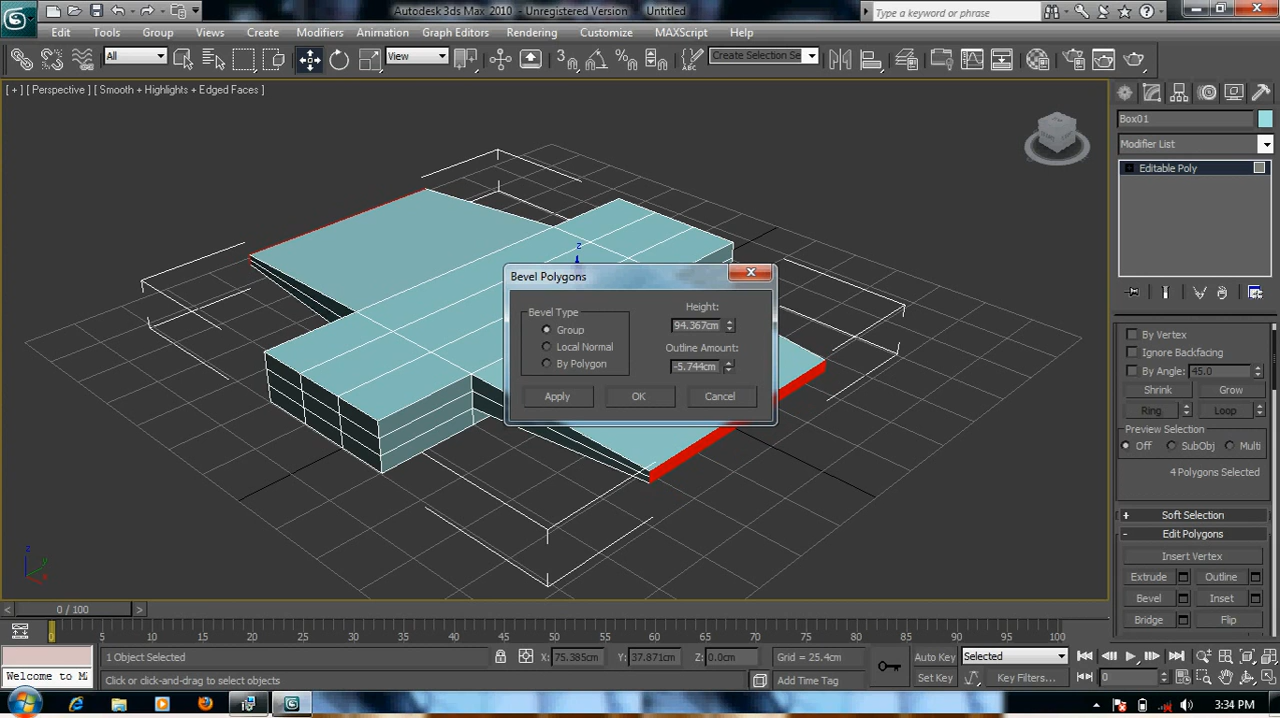 Autodesk 3ds Max 2010 - Unregistered Version Untitled
Type a keyword or phrase
Edit Tools Group Views Create Modifiers Animation Graph Editors Rendering Customize MAXScript Help
All View Create Selection Se
[ + ] [ Perspective ] [ Smooth + Highlights + Edged Faces ]
Box01
Modifier List
Editable Poly
z
Bevel Polygons
Bevel Type
Group
Local Normal
By Polygon
Height:
94.367cm
Outline Amount:
-5.744cm
Apply OK Cancel
By Vertex
Ignore Backfacing
By Angle: 45.0
Shrink Grow
Ring Loop
Preview Selection
Off SubObj Multi
4 Polygons Selected
+ Soft Selection
- Edit Polygons
Insert Vertex
Extrude Outline
Bevel Inset
Bridge Flip
z
y
x
< 0 / 100 >
0 5 10 15 20 25 30 35 40 45 50 55 60 65 70 75 80 85 90 95 100
1 Object Selected X: 75.385cm Y: 37.871cm Z: 0.0cm Grid = 25.4cm Auto Key Selected
Welcome to M Click or click-and-drag to select objects Add Time Tag Set Key Key Filters... 0
3:34 PM